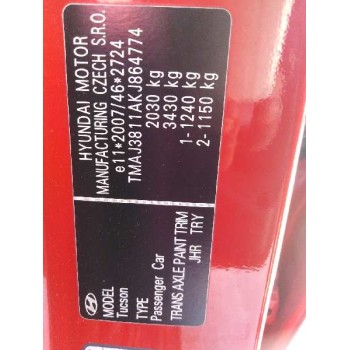 HYUNDAI MOTOR
MANUFACTURING CZECH S.R.O.
e11*2007/46*2724
TMAJ3811AKJ864774
2030 kg
3430 kg
1-1240 kg
2-1150 kg
MODEL
Tucson
TYPE
Passenger Car
TRANS AXLE PAINT TRIM
JHR TRY